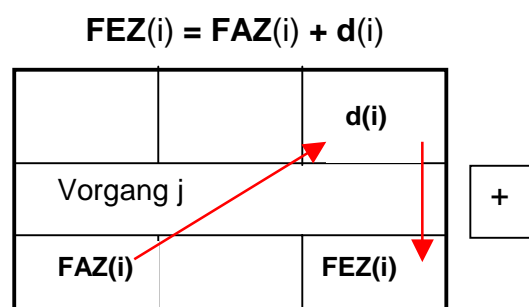 FEZ(i) = FAZ(i) + d(i)
d(i)
Vorgang j
+
FAZ(i) FEZ(i)